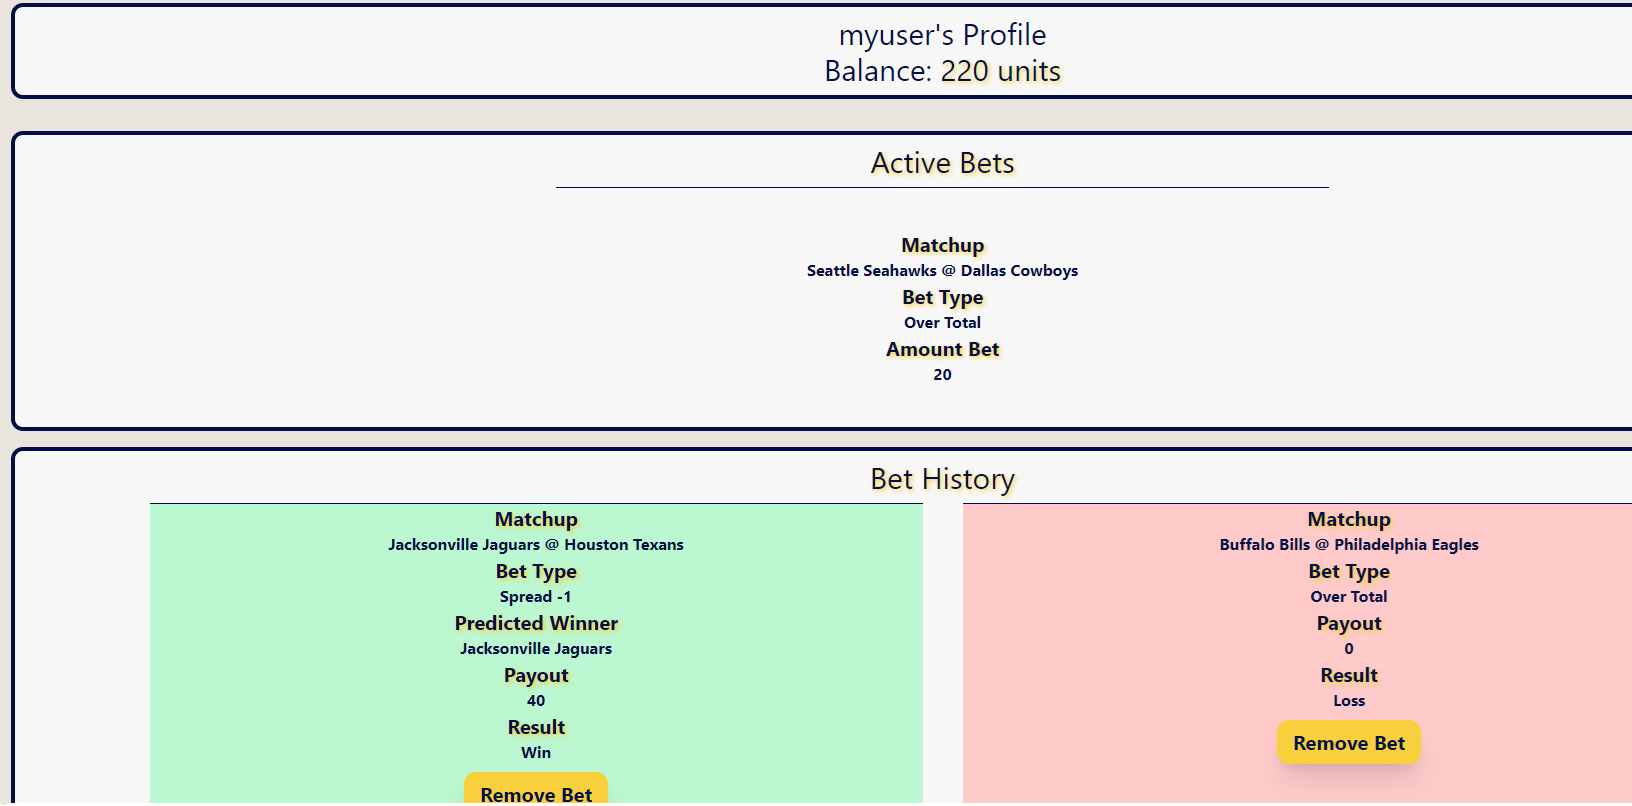 myuser's Profile
Balance: 220 units
Active Bets
Matchup
Seattle Seahawks @ Dallas Cowboys
Bet Type
Over Total
Amount Bet
20
Bet History
Matchup
Jacksonville Jaguars @ Houston Texans
Bet Type
Spread -1
Predicted Winner
Jacksonville Jaguars
Payout
40
Result
Win
Remove Bet
Matchup
Buffalo Bills @ Philadelphia Eagles
Bet Type
Over Total
Payout
0
Result
Loss
Remove Bet